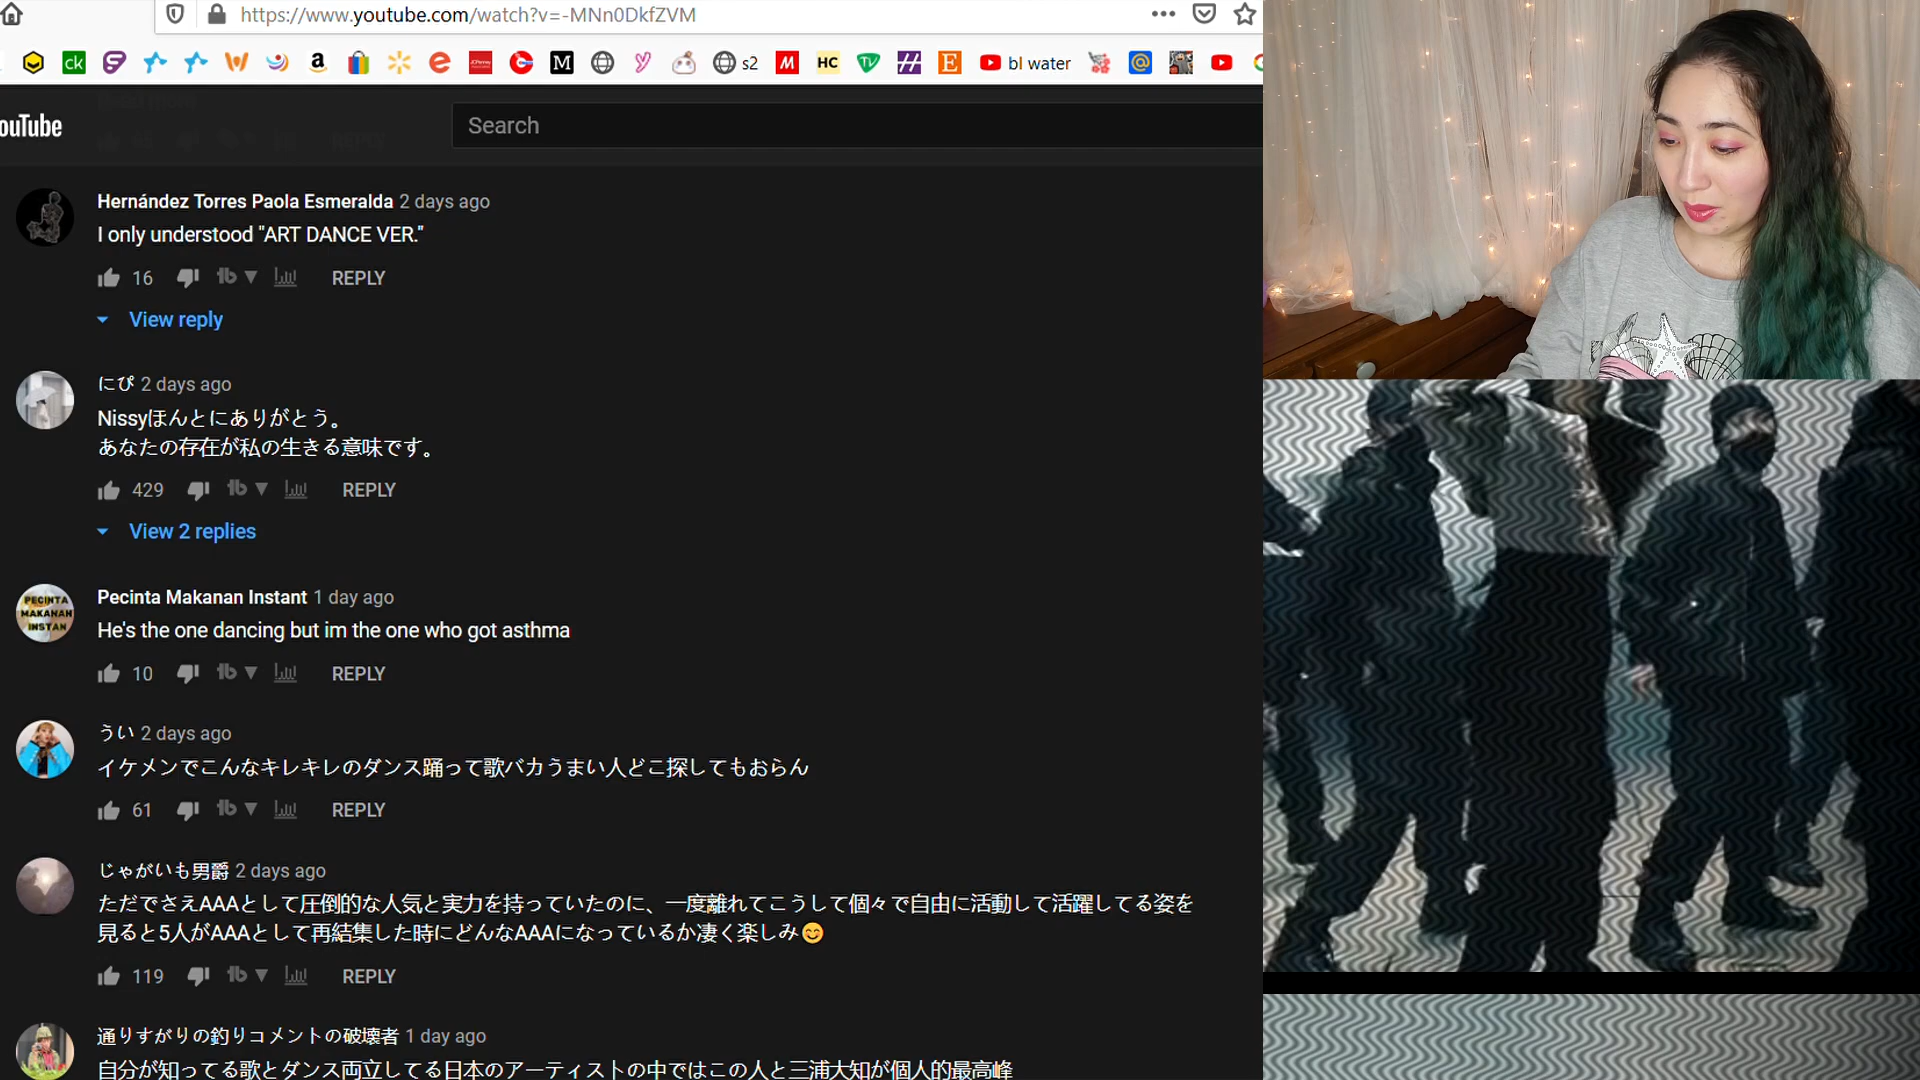 https://www.youtube.com/watch?v=-MNn0DkfZVM
ck
a
M
s2
M
HC
TV
E
bl water
ouTube
Search
Hernández Torres Paola Esmeralda 2 days ago
I only understood "ART DANCE VER."
16 REPLY
View reply
にぴ 2 days ago
Nissyほんとにありがとう。
あなたの存在が私の生きる意味です。
429 REPLY
View 2 replies
PECINTA
MAKANAN
INSTAN
Pecinta Makanan Instant 1 day ago
He's the one dancing but im the one who got asthma
10 REPLY
うい 2 days ago
イケメンでこんなキレキレのダンス踊って歌バカうまい人どこ探してもおらん
61 REPLY
じゃがいも男爵 2 days ago
ただでさえAAAとして圧倒的な人気と実力を持っていたのに、一度離れてこうして個々で自由に活動して活躍してる姿を
見ると5人がAAAとして再結集した時にどんなAAAになっているか凄く楽しみ😊
119 REPLY
通りすがりの釣りコメントの破壊者 1 day ago
自分が知ってる歌とダンス両立してる日本のアーティストの中ではこの人と三浦大知が個人的最高峰